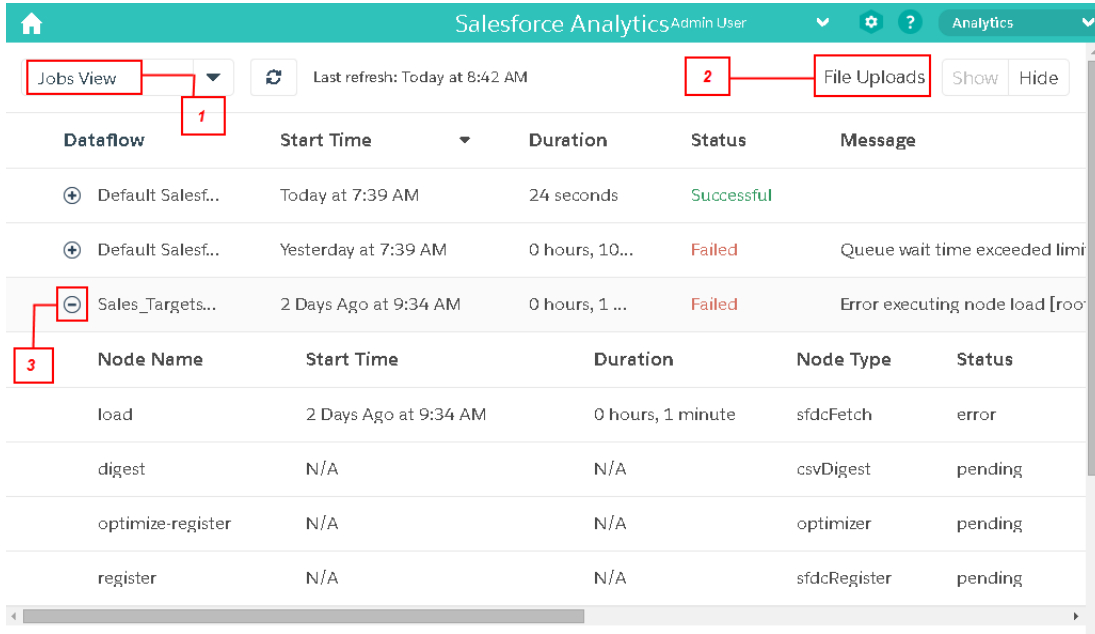 Salesforce Analytics Admin User ? Analytics
Jobs View Last refresh: Today at 8:42 AM 2 File Uploads Show Hide
1
Dataflow Start Time Duration Status Message
Default Salesf... Today at 7:39 AM 24 seconds Successful
Default Salesf... Yesterday at 7:39 AM 0 hours, 10... Failed Queue wait time exceeded limi
Sales_Targets... 2 Days Ago at 9:34 AM 0 hours, 1 ... Failed Error executing node load [roo
3 Node Name Start Time Duration Node Type Status
load 2 Days Ago at 9:34 AM 0 hours, 1 minute sfdcFetch error
digest N/A N/A csvDigest pending
optimize-register N/A N/A optimizer pending
register N/A N/A sfdcRegister pending